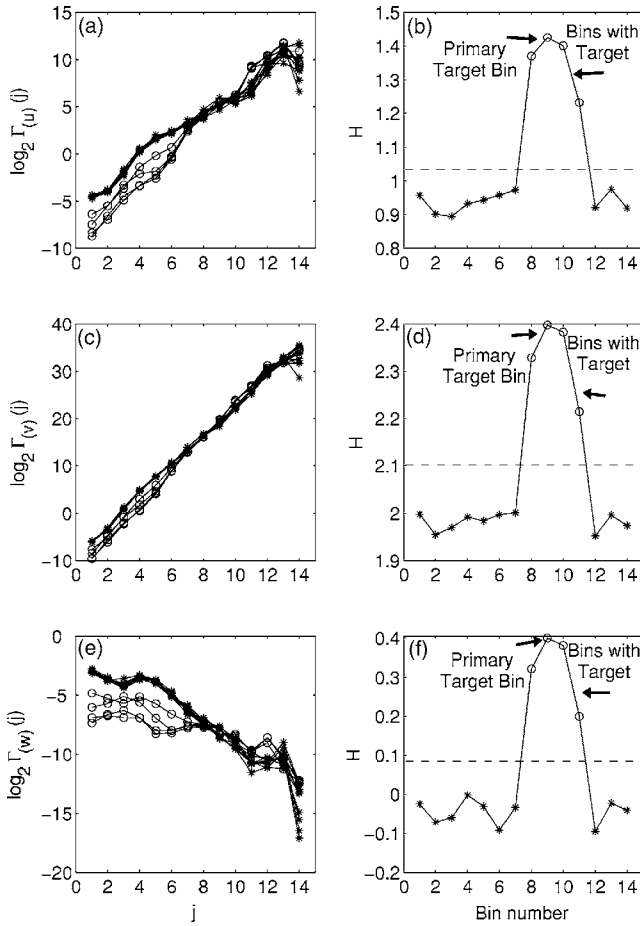 (a)
15
10
5
0
−5
−10
log₂ Γ(u) (j)
0 2 4 6 8 10 12 14
(b)
1.5
1.4
1.3
1.2
1.1
1
0.9
0.8
H
Primary
Target Bin
Bins with
Target
0 2 4 6 8 10 12 14
(c)
40
30
20
10
0
−10
log₂ Γ(v) (j)
0 2 4 6 8 10 12 14
(d)
2.4
2.3
2.2
2.1
2
1.9
H
Primary
Target Bin
Bins with
Target
0 2 4 6 8 10 12 14
(e)
0
−5
−10
−15
−20
log₂ Γ(w) (j)
0 2 4 6 8 10 12 14
j
(f)
0.4
0.3
0.2
0.1
0
−0.1
−0.2
H
Primary
Target Bin
Bins with
Target
0 2 4 6 8 10 12 14
Bin number